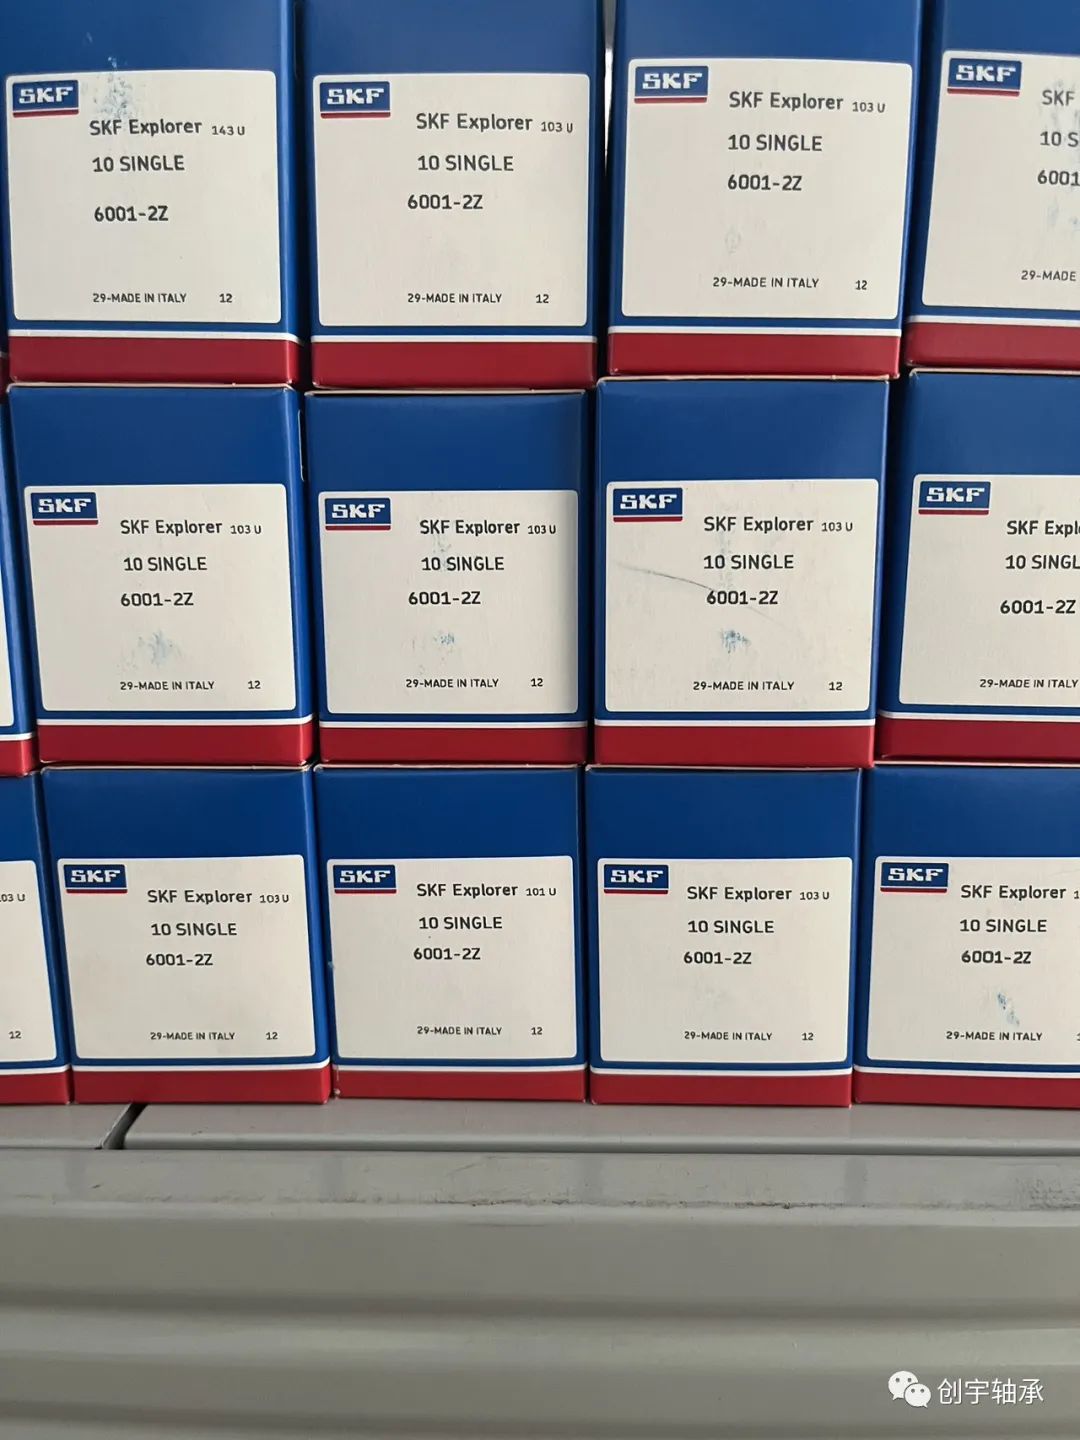 SKF
SKF Explorer 143 U
10 SINGLE
6001-2Z
29-MADE IN ITALY 12
SKF
SKF Explorer 103 U
10 SINGLE
6001-2Z
29-MADE IN ITALY 12
SKF
SKF Explorer 103 U
10 SINGLE
6001-2Z
29-MADE IN ITALY 12
SKF
SKF
10 S
6001
29-MADE
SKF
SKF Explorer 103 U
10 SINGLE
6001-2Z
29-MADE IN ITALY 12
SKF
SKF Explorer 103 U
10 SINGLE
6001-2Z
29-MADE IN ITALY 12
SKF
SKF Explorer 103 U
10 SINGLE
6001-2Z
29-MADE IN ITALY 12
SKF
SKF Expl
10 SINGL
6001-2Z
29-MADE IN ITALY
03 U
12
SKF
SKF Explorer 103 U
10 SINGLE
6001-2Z
29-MADE IN ITALY 12
SKF
SKF Explorer 101 U
10 SINGLE
6001-2Z
29-MADE IN ITALY 12
SKF
SKF Explorer 103 U
10 SINGLE
6001-2Z
29-MADE IN ITALY 12
SKF
SKF Explorer
10 SINGLE
6001-2Z
29-MADE IN ITALY
创宇轴承